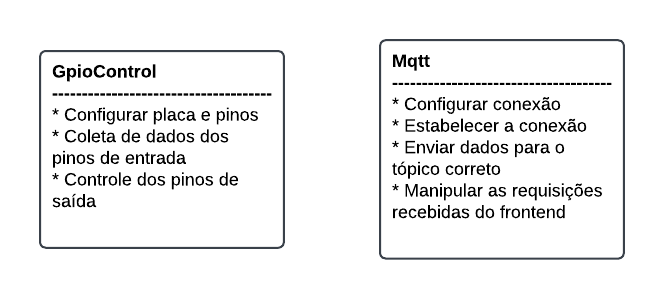 GpioControl
-------------------------------------
* Configurar placa e pinos
* Coleta de dados dos
pinos de entrada
* Controle dos pinos de
saída
Mqtt
-------------------------------------
* Configurar conexão
* Estabelecer a conexão
* Enviar dados para o
tópico correto
* Manipular as requisições
recebidas do frontend